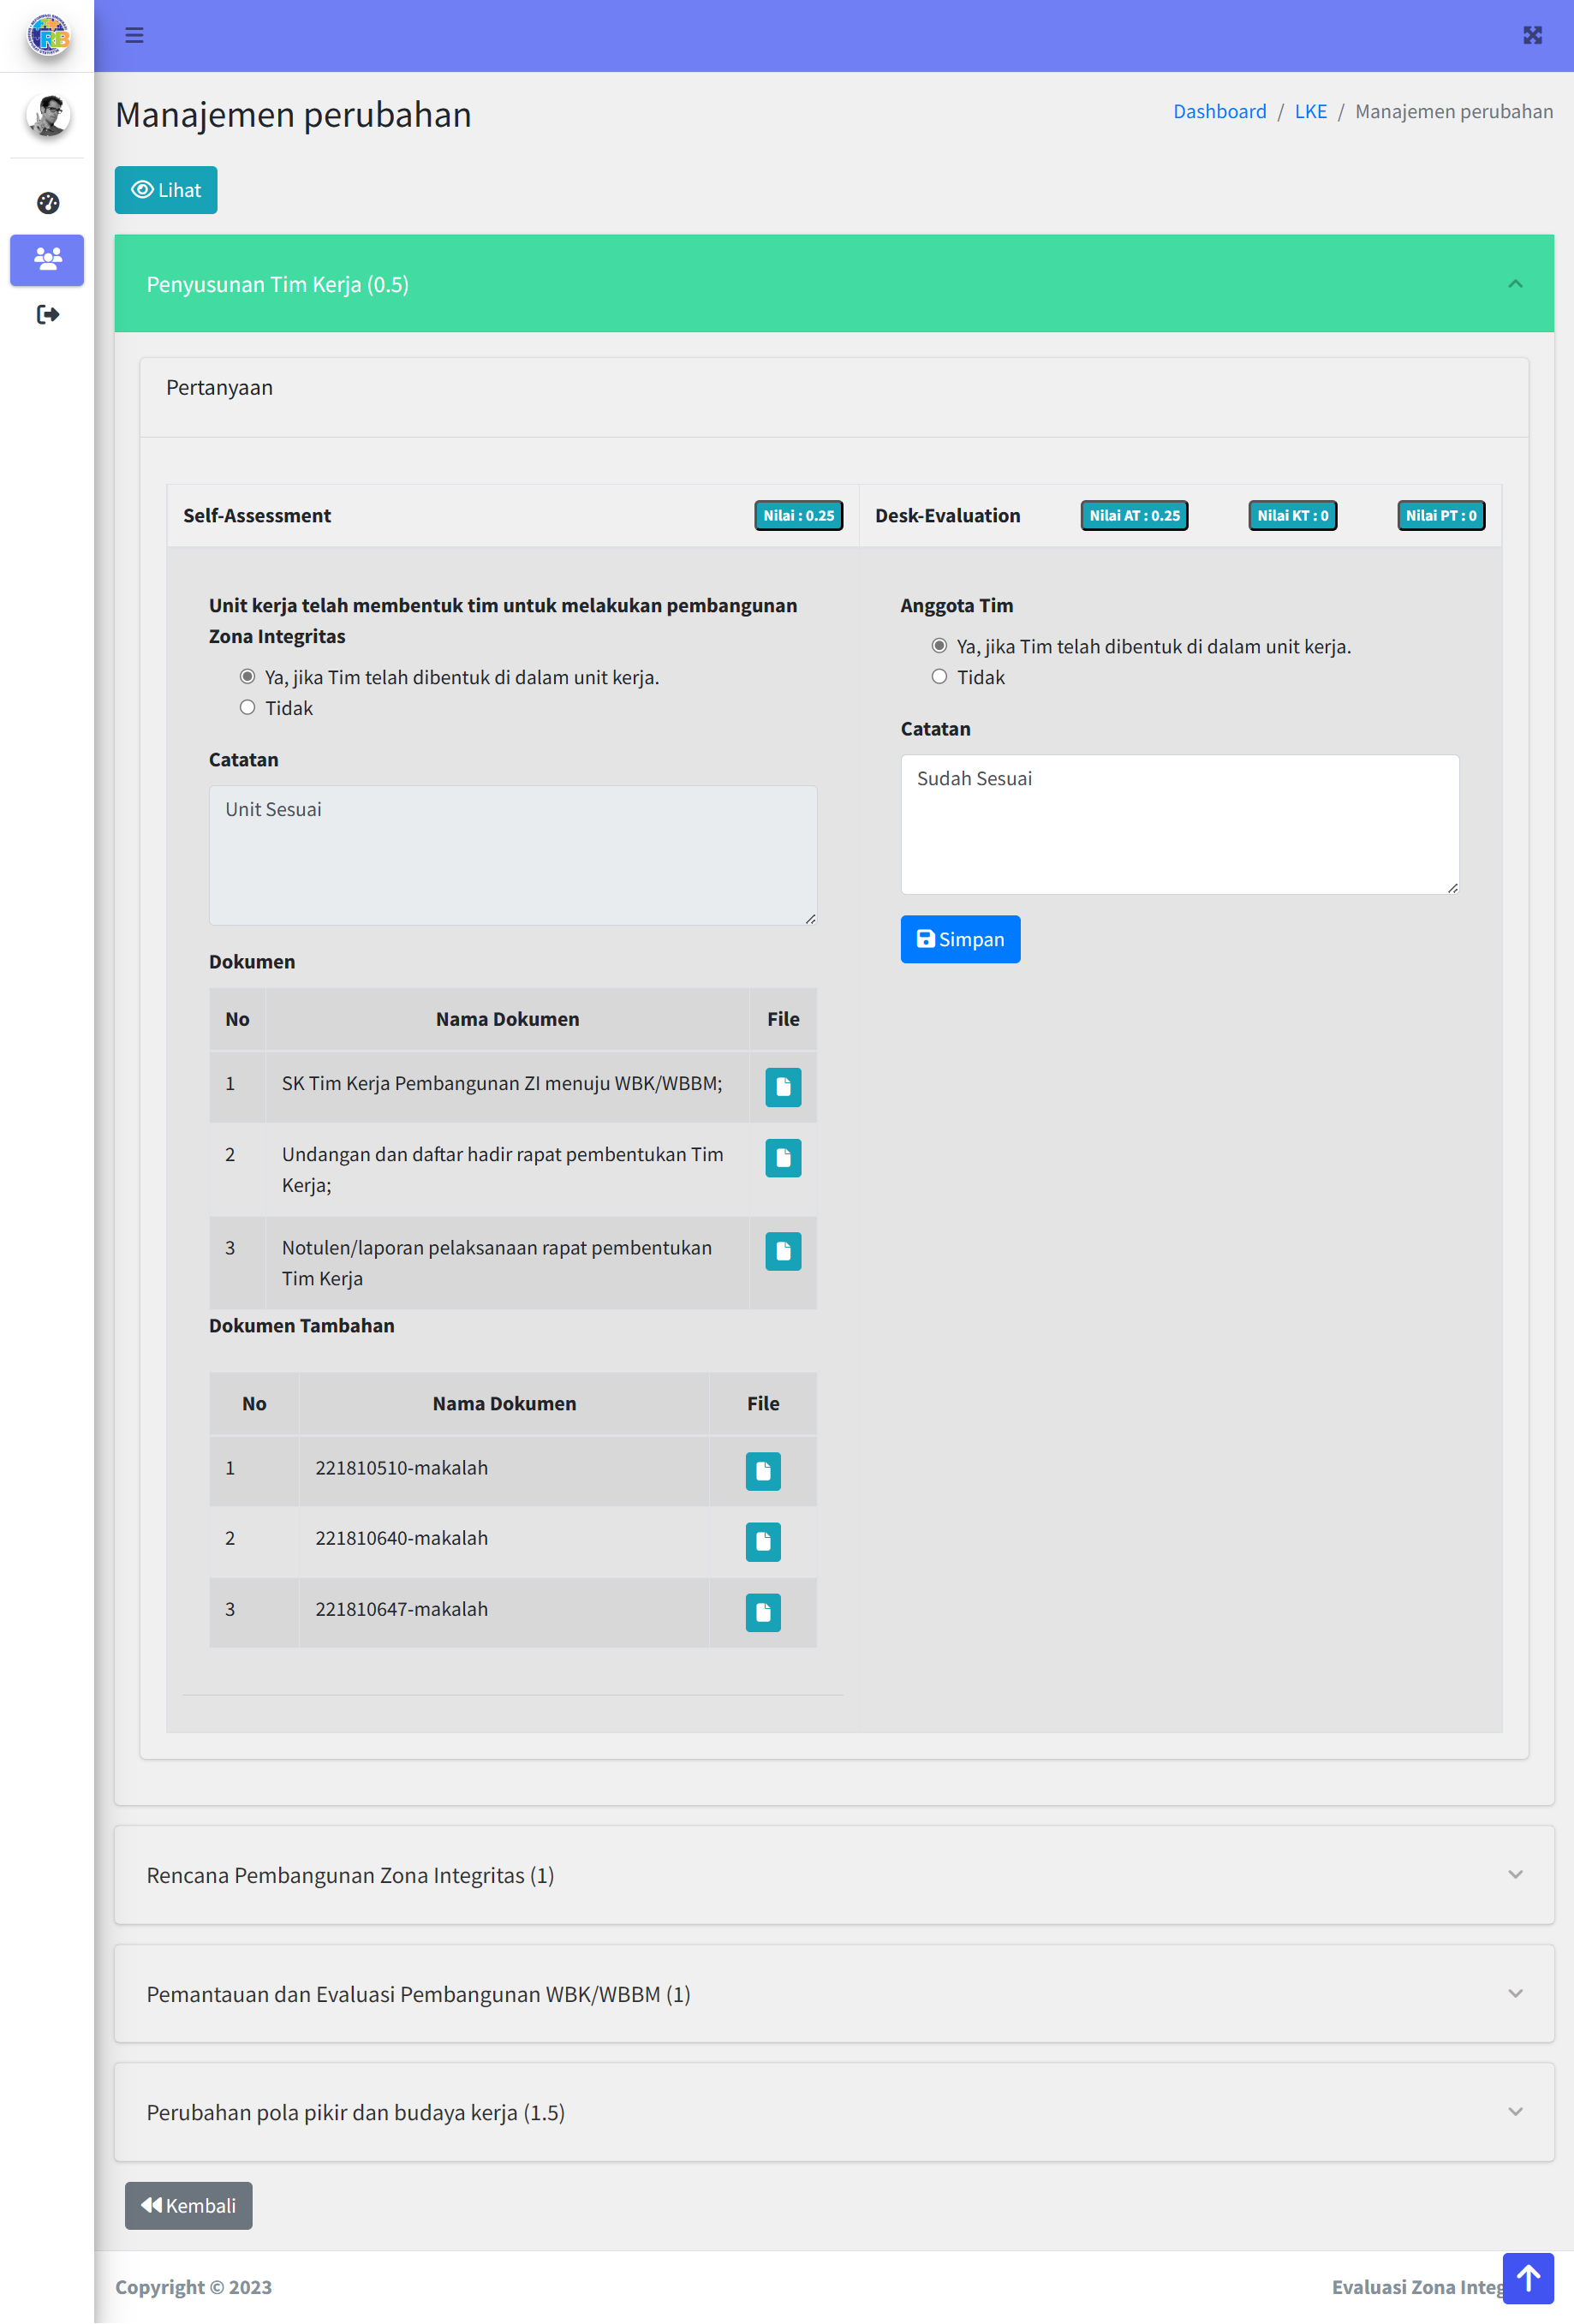 RB
Manajemen perubahan
Dashboard / LKE / Manajemen perubahan
Lihat
Penyusunan Tim Kerja (0.5)
Pertanyaan
Self-Assessment
Nilai : 0.25
Desk-Evaluation
Nilai AT : 0.25
Nilai KT : 0
Nilai PT : 0
Unit kerja telah membentuk tim untuk melakukan pembangunan
Zona Integritas
Ya, jika Tim telah dibentuk di dalam unit kerja.
Tidak
Catatan
Unit Sesuai
Dokumen
No Nama Dokumen File
1 SK Tim Kerja Pembangunan ZI menuju WBK/WBBM;
2 Undangan dan daftar hadir rapat pembentukan Tim
Kerja;
3 Notulen/laporan pelaksanaan rapat pembentukan
Tim Kerja
Dokumen Tambahan
No Nama Dokumen File
1 221810510-makalah
2 221810640-makalah
3 221810647-makalah
Anggota Tim
Ya, jika Tim telah dibentuk di dalam unit kerja.
Tidak
Catatan
Sudah Sesuai
Simpan
Rencana Pembangunan Zona Integritas (1)
Pemantauan dan Evaluasi Pembangunan WBK/WBBM (1)
Perubahan pola pikir dan budaya kerja (1.5)
Kembali
Copyright © 2023
Evaluasi Zona Integ